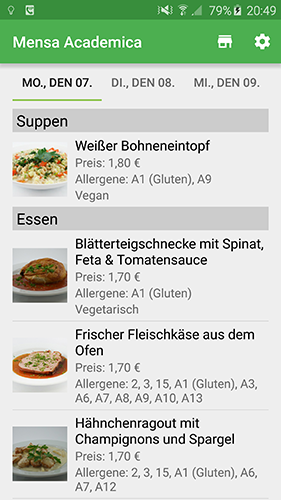 79% 20:49
Mensa Academica
MO., DEN 07. DI., DEN 08. MI., DEN 09.
Suppen
Weißer Bohneneintopf
Preis: 1,80 €
Allergene: A1 (Gluten), A9
Vegan
Essen
Blätterteigschnecke mit Spinat,
Feta & Tomatensauce
Preis: 1,70 €
Allergene: A1 (Gluten)
Vegetarisch
Frischer Fleischkäse aus dem
Ofen
Preis: 1,70 €
Allergene: 2, 3, 15, A1 (Gluten), A3,
A6, A7, A8, A9, A10, A13
Hähnchenragout mit
Champignons und Spargel
Preis: 1,70 €
Allergene: 2, 3, 15, A1 (Gluten), A6,
A7, A12